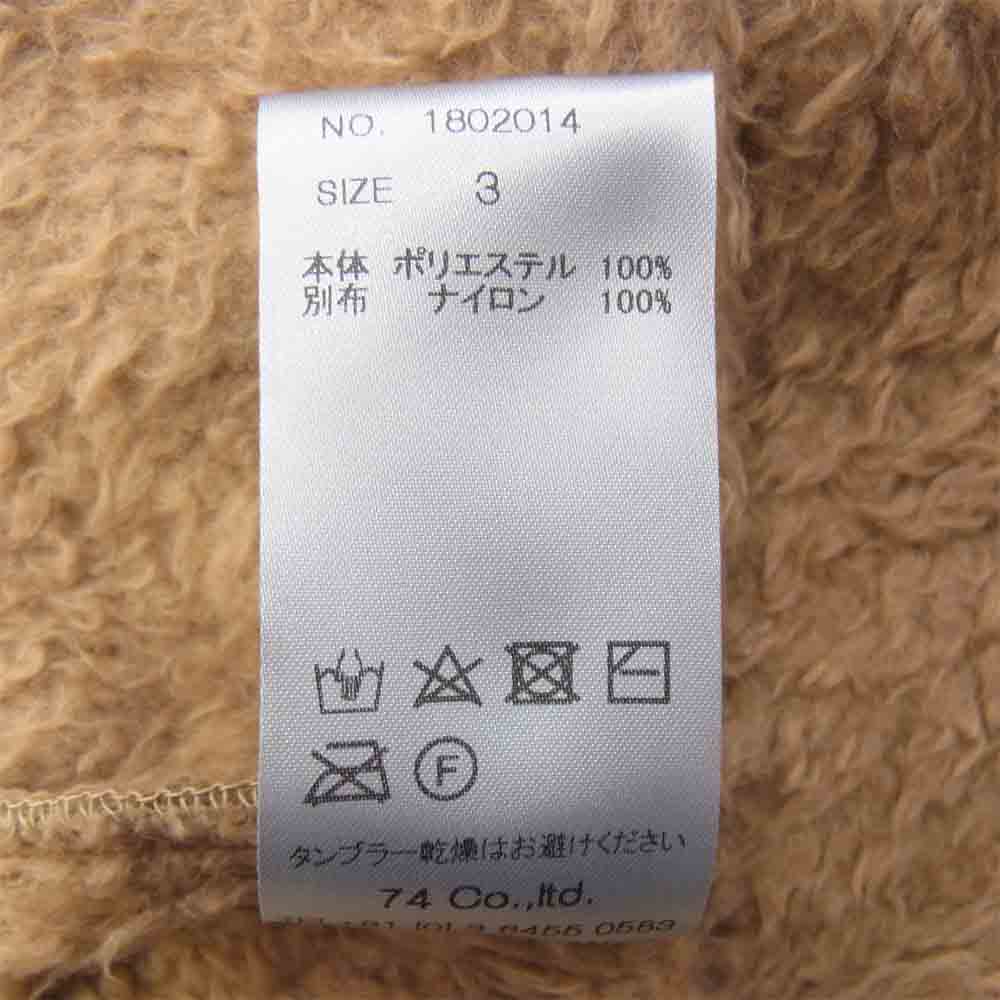 NO. 1802014
SIZE 3
本体 ポリエステル 100%
別布 ナイロン 100%
F
タンブラー乾燥はお避けください
74 Co.,ltd.
6455 0583